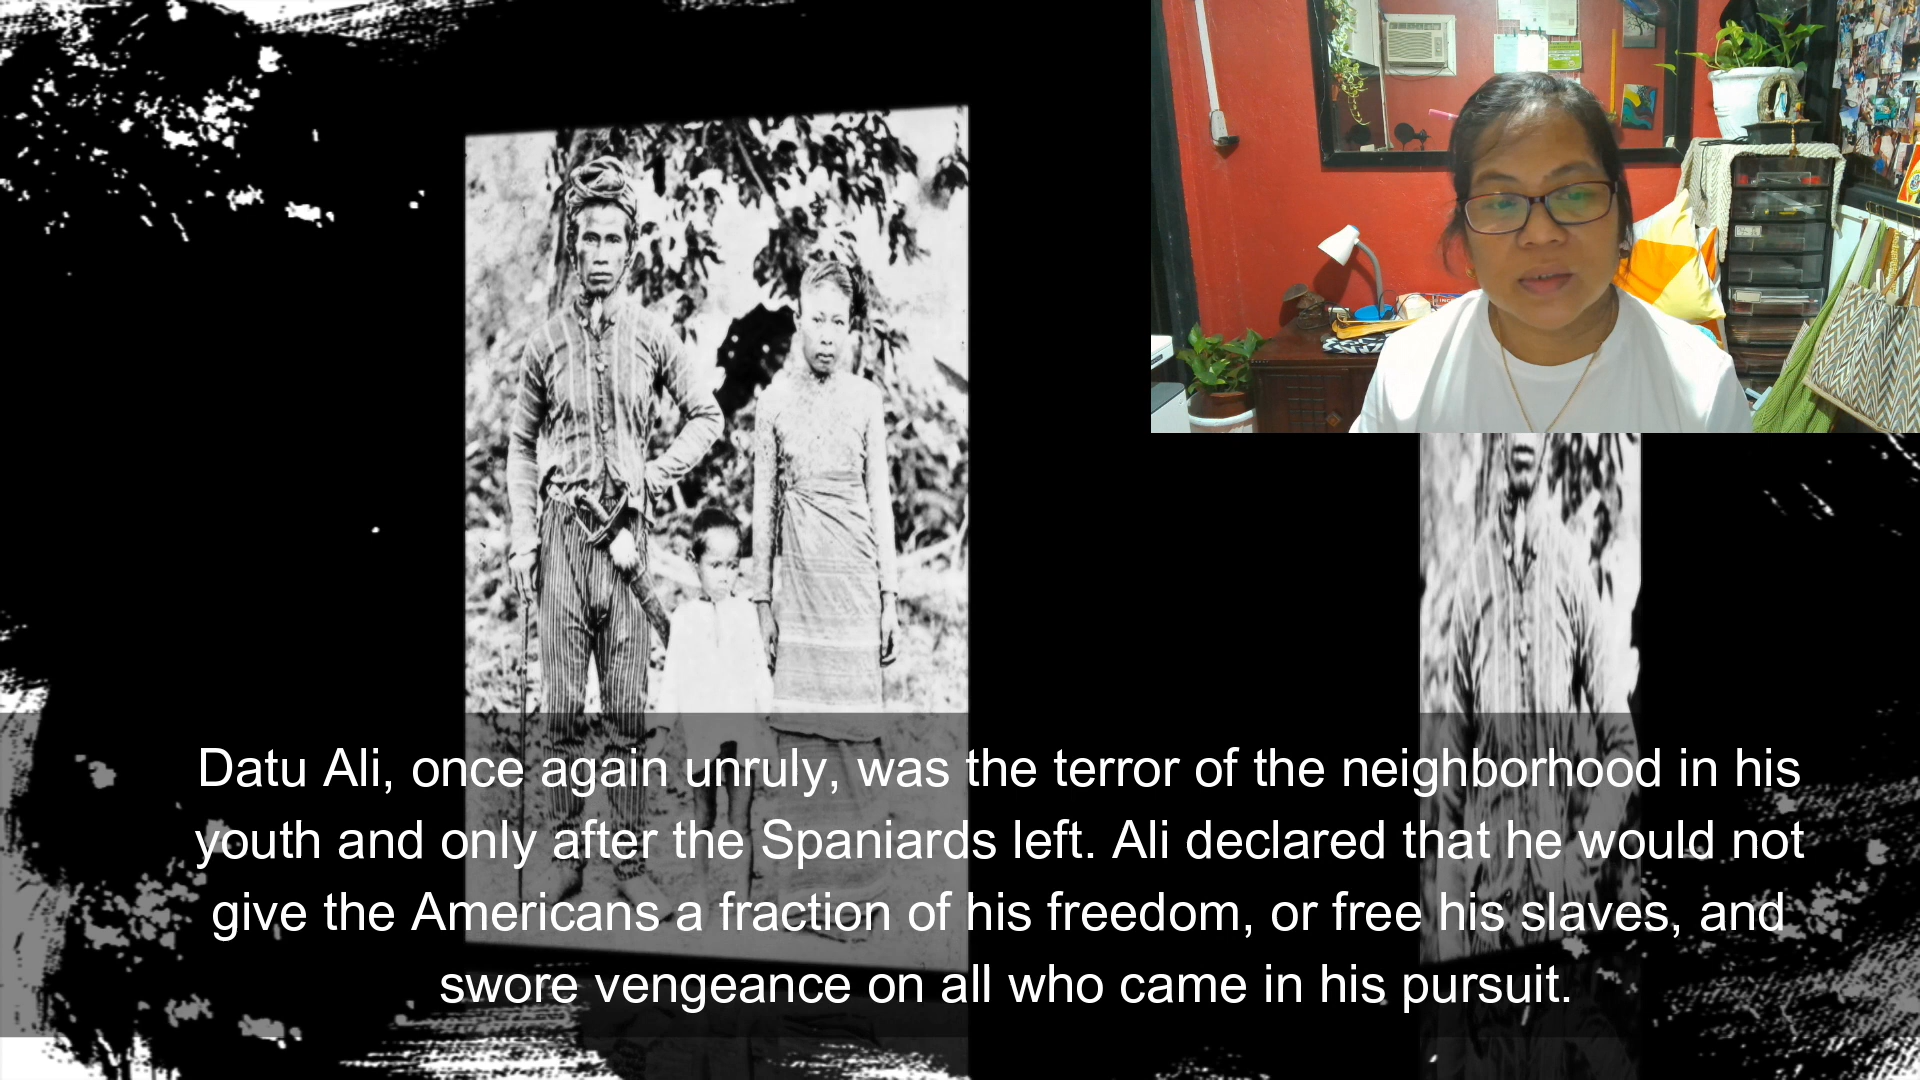 Datu Ali, once again unruly, was the terror of the neighborhood in his
youth and only after the Spaniards left. Ali declared that he would not
give the Americans a fraction of his freedom, or free his slaves, and
swore vengeance on all who came in his pursuit.